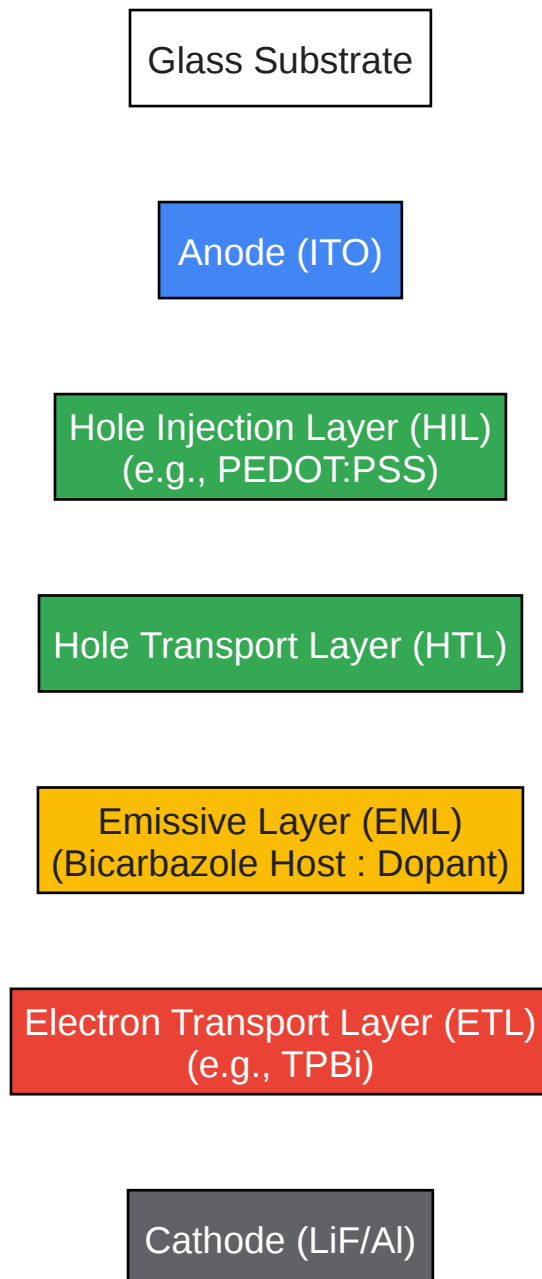 Glass Substrate
Anode (ITO)
Hole Injection Layer (HIL)
(e.g., PEDOT:PSS)
Hole Transport Layer (HTL)
Emissive Layer (EML)
(Bicarbazole Host : Dopant)
Electron Transport Layer (ETL)
(e.g., TPBi)
Cathode (LiF/Al)